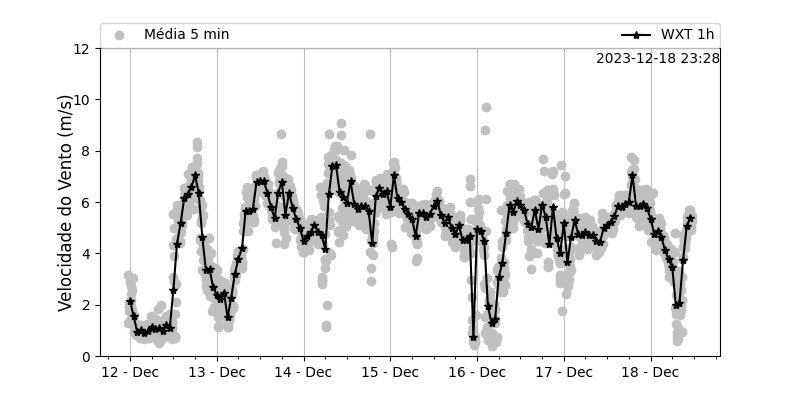 Média 5 min
WXT 1h
2023-12-18 23:28
Velocidade do Vento (m/s)
12
10
8
6
4
2
0
12 - Dec 13 - Dec 14 - Dec 15 - Dec 16 - Dec 17 - Dec 18 - Dec